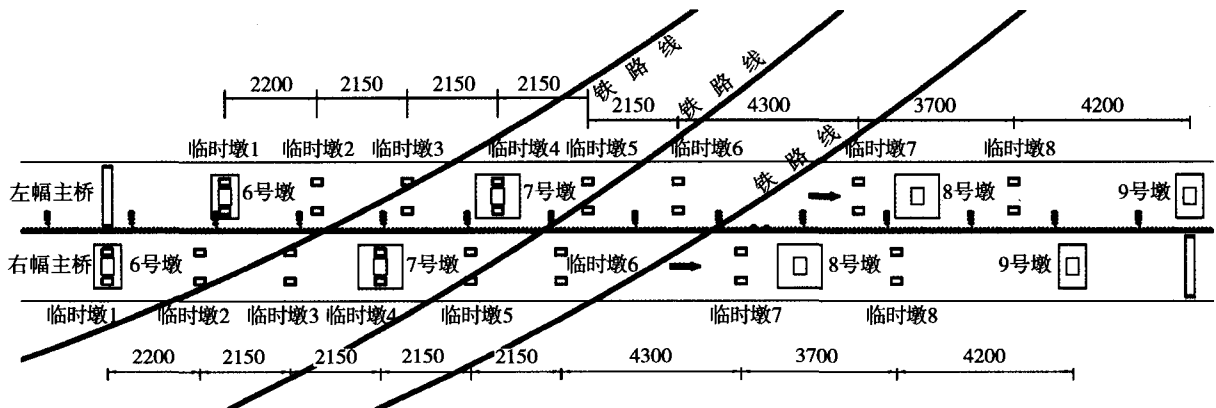 铁路线
铁路线
铁路线
2200 2150 2150 2150
2150 4300 3700 4200
临时墩1 临时墩2 临时墩3 临时墩4 临时墩5 临时墩6 临时墩7 临时墩8
左幅主桥 6号墩 7号墩 8号墩 9号墩
右幅主桥 6号墩 7号墩 临时墩6 8号墩 9号墩
临时墩1 临时墩2 临时墩3 临时墩4 临时墩5 临时墩7 临时墩8
2200 2150 2150 2150 2150 4300 3700 4200